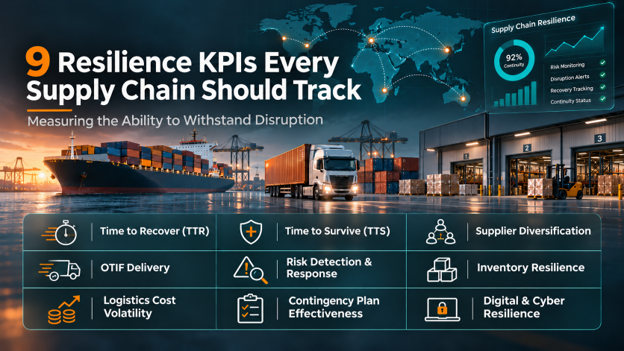 9 Resilience KPIs Every
Supply Chain Should Track
Measuring the Ability to Withstand Disruption
Supply Chain Resilience
92%
Continuity
Risk Monitoring
Disruption Alerts
Recovery Tracking
Continuity Status
2
3
Time to Recover (TTR)
Time to Survive (TTS)
Supplier Diversification
OTIF Delivery
Risk Detection &
Response
Inventory Resilience
Logistics Cost
Volatility
Contingency Plan
Effectiveness
Digital & Cyber
Resilience